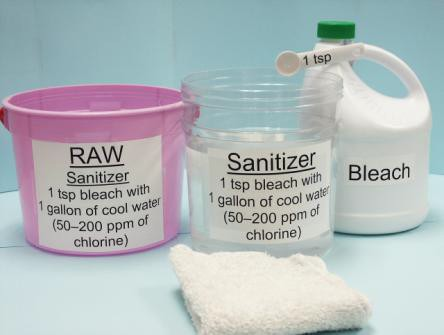 RAW
Sanitizer
1 tsp bleach with
1 gallon of cool water
(50–200 ppm of
chlorine)
Sanitizer
1 tsp bleach with
1 gallon of cool water
(50–200 ppm of
chlorine)
1 tsp
Bleach